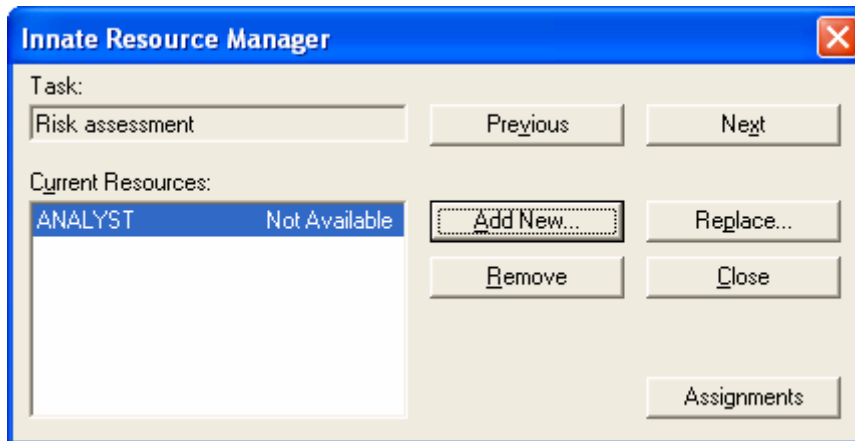 Innate Resource Manager
Task:
Risk assessment
Previous
Next
Current Resources:
ANALYST Not Available
Add New...
Replace...
Remove
Close
Assignments